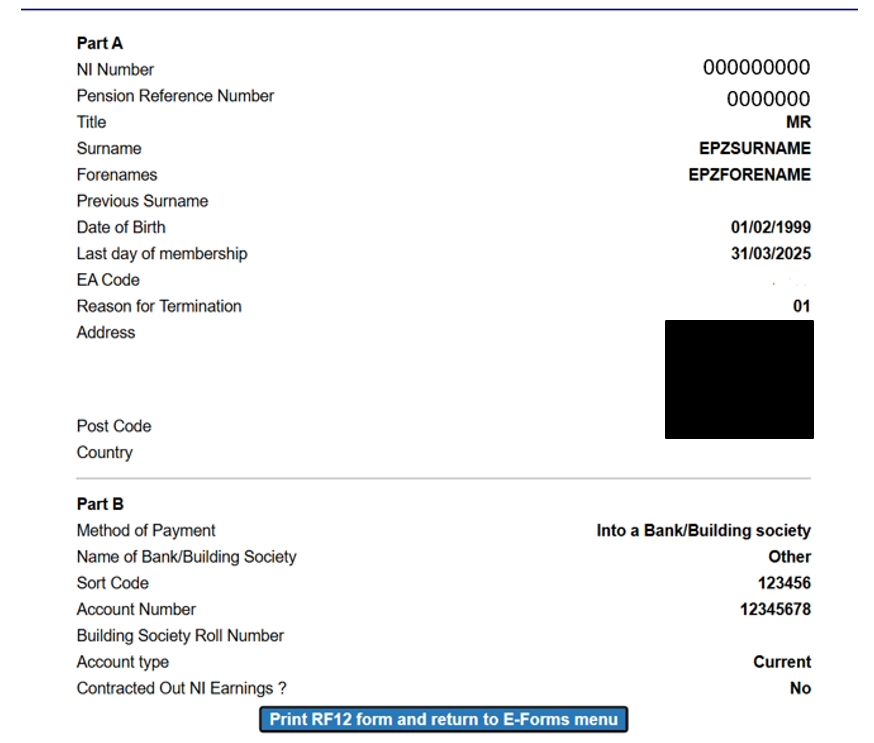 Part A
NI Number 000000000
Pension Reference Number 0000000
Title MR
Surname EPZSURNAME
Forenames EPZFORENAME
Previous Surname
Date of Birth 01/02/1999
Last day of membership 31/03/2025
EA Code
Reason for Termination 01
Address
Post Code
Country
Part B
Method of Payment Into a Bank/Building society
Name of Bank/Building Society Other
Sort Code 123456
Account Number 12345678
Building Society Roll Number
Account type Current
Contracted Out NI Earnings ? No
Print RF12 form and return to E-Forms menu